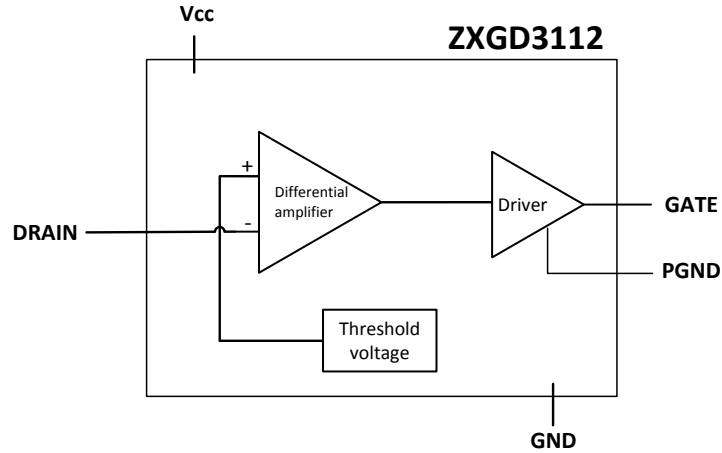 Vcc
ZXGD3112
+
Differential
amplifier
-
Driver
DRAIN
GATE
PGND
Threshold
voltage
GND